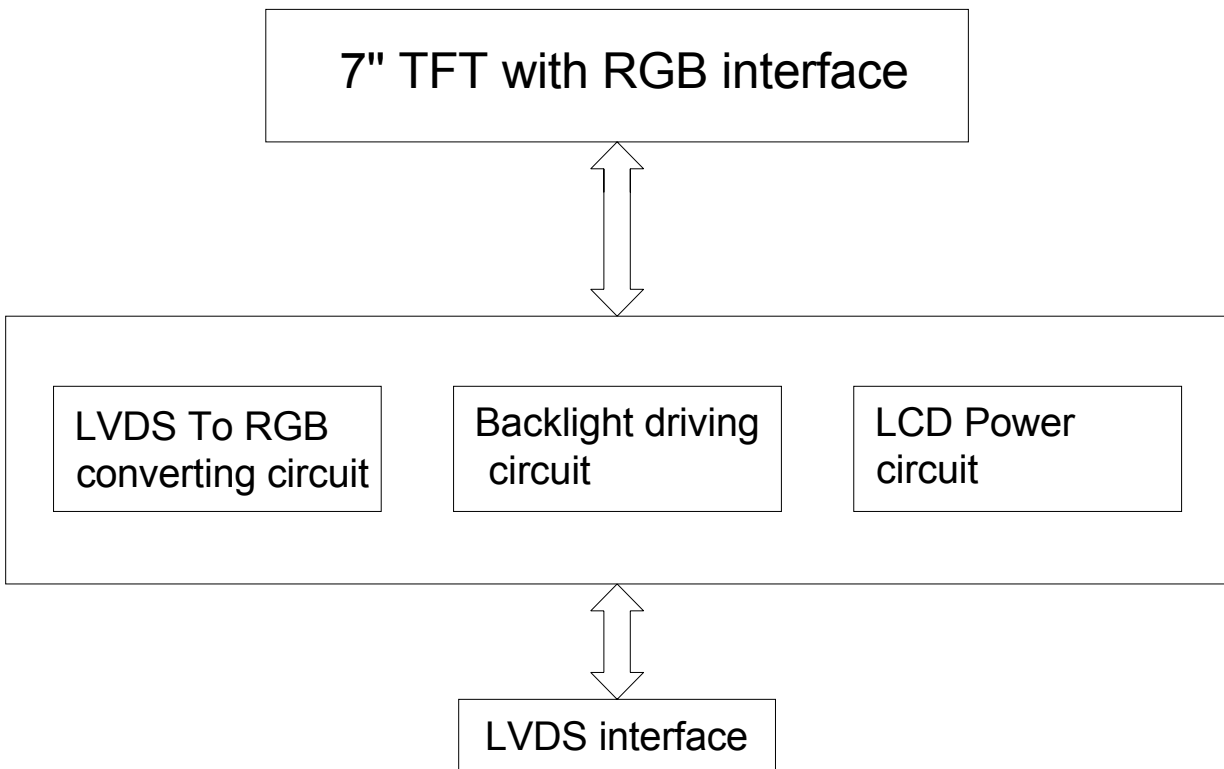 7" TFT with RGB interface
LVDS To RGB
converting circuit
Backlight driving
circuit
LCD Power
circuit
LVDS interface